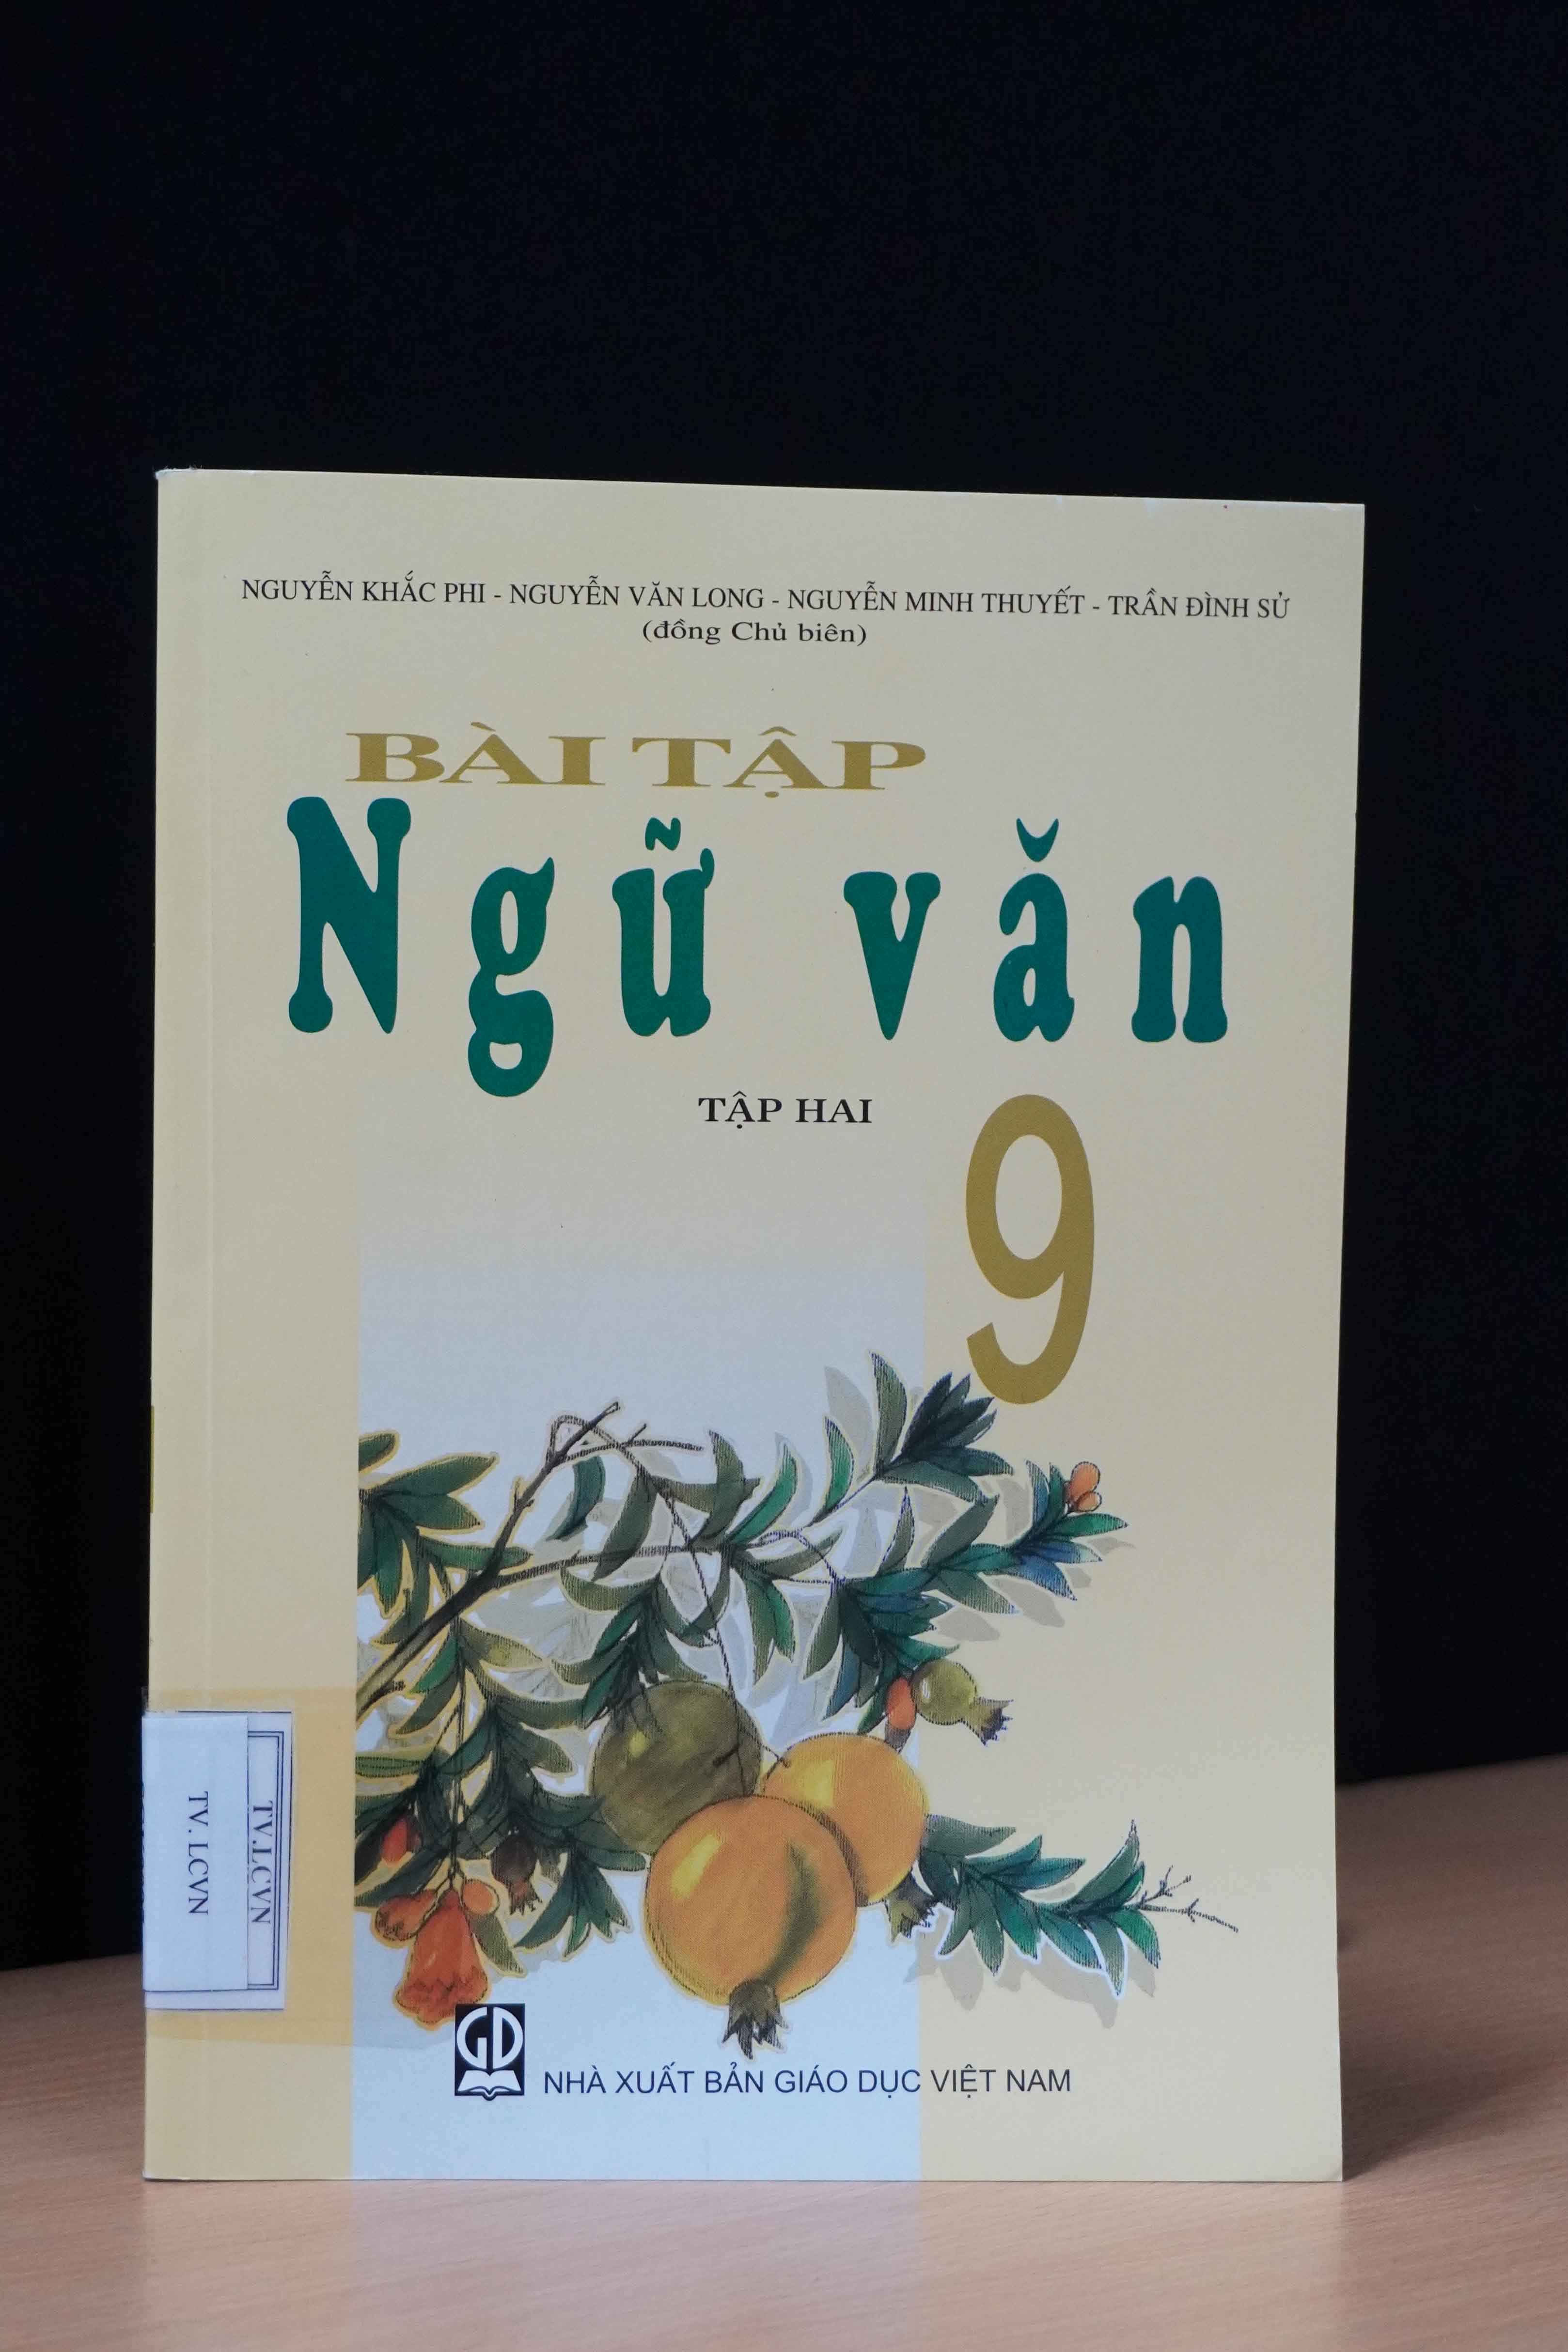 NGUYỄN KHẮC PHI - NGUYỄN VĂN LONG - NGUYỄN MINH THUYẾT - TRẦN ĐÌNH SỬ
(đồng Chủ biên)
BÀI TẬP
Ngữ văn
TẬP HAI
9
TV.LCVN
TV. LCVN
GD
NHÀ XUẤT BẢN GIÁO DỤC VIỆT NAM